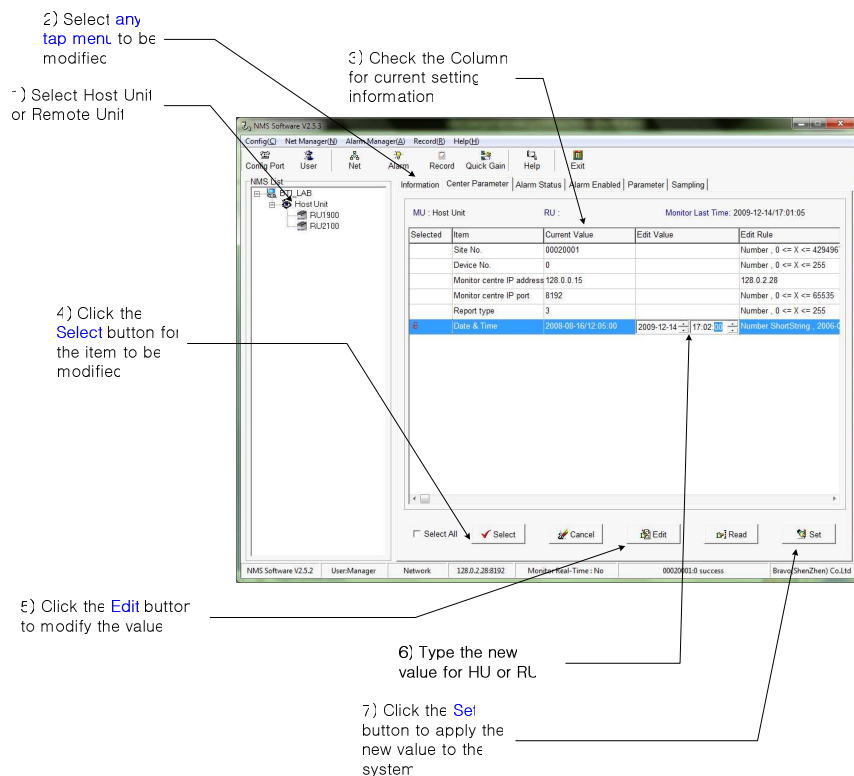 2) Select any
tap menu to be
modified
3) Check the Column
for current setting
information
1) Select Host Unit
or Remote Unit
NMS Software V2.5.3
Config(C) Net Manager(N) Alarm Manager(A) Record(R) Help(H)
Config Port User Net Alarm Record Quick Gain Help Exit
NMS List
BTI_LAB
Host Unit
RU1900
RU2100
Information Center Parameter Alarm Status Alarm Enabled Parameter Sampling
MU : Host Unit RU : Monitor Last Time: 2009-12-14/17:01:05
Selected Item Current Value Edit Value Edit Rule
Site No. 00020001 Number , 0 <= X <= 429496
Device No. 0 Number , 0 <= X <= 255
Monitor centre IP address 128.0.0.15 128.0.2.28
Monitor centre IP port 8192 Number , 0 <= X <= 65535
Report type 3 Number , 0 <= X <= 255
E Date & Time 2008-08-16/12:05:00 2009-12-14 17:02:00 Number ShortString , 2006-0
4) Click the
Select button for
the item to be
modified
Select All Select Cancel Edit Read Set
NMS Software V2.5.2 User:Manager Network 128.0.2.28:8192 Monitor Real-Time : No 00020001:0 success Bravo(ShenZhen) Co.Ltd
5) Click the Edit button
to modify the value
6) Type the new
value for HU or RU
7) Click the Set
button to apply the
new value to the
system